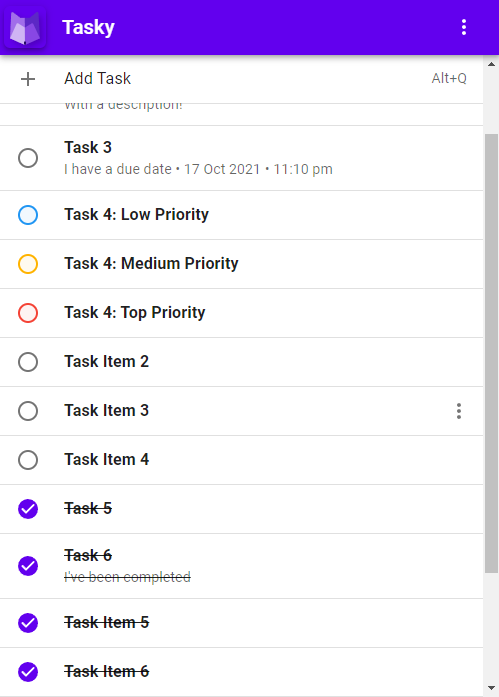 Tasky
Add Task Alt+Q
With a description!
Task 3
I have a due date • 17 Oct 2021 • 11:10 pm
Task 4: Low Priority
Task 4: Medium Priority
Task 4: Top Priority
Task Item 2
Task Item 3
Task Item 4
Task 5
Task 6
I've been completed
Task Item 5
Task Item 6